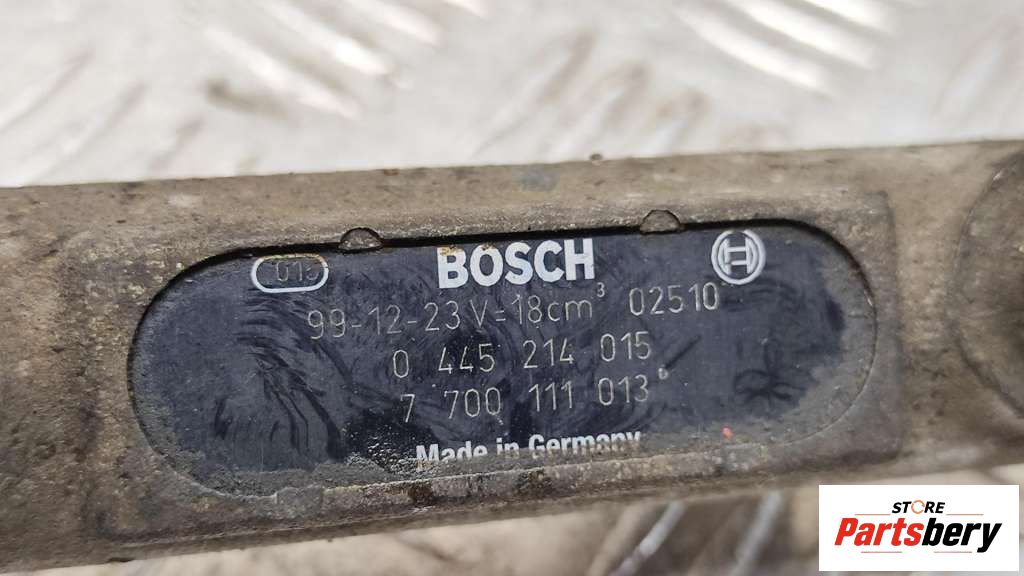 015
BOSCH
99-12-23 V=18cm³ 02510
0 445 214 015
7 700 111 013
Made in Germany
STORE
Partsbery